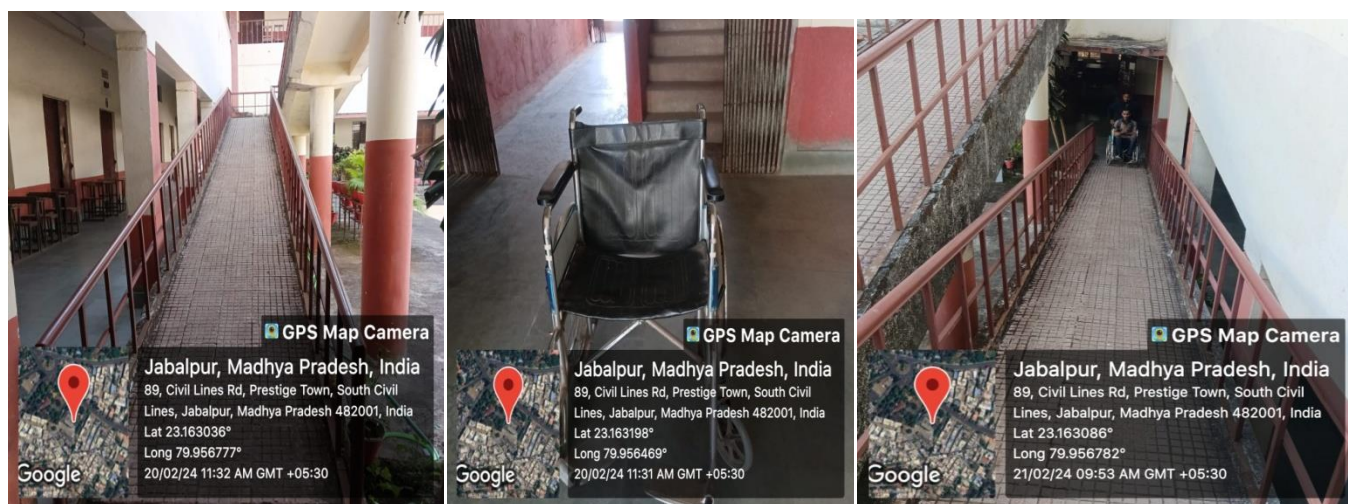 GPS Map Camera
Jabalpur, Madhya Pradesh, India
89, Civil Lines Rd, Prestige Town, South Civil
Lines, Jabalpur, Madhya Pradesh 482001, India
Lat 23.163036°
Long 79.956777°
20/02/24 11:32 AM GMT +05:30
Google
GPS Map Camera
Jabalpur, Madhya Pradesh, India
89, Civil Lines Rd, Prestige Town, South Civil
Lines, Jabalpur, Madhya Pradesh 482001, India
Lat 23.163198°
Long 79.956469°
20/02/24 11:31 AM GMT +05:30
Google
GPS Map Camera
Jabalpur, Madhya Pradesh, India
89, Civil Lines Rd, Prestige Town, South Civil
Lines, Jabalpur, Madhya Pradesh 482001, India
Lat 23.163086°
Long 79.956782°
21/02/24 09:53 AM GMT +05:30
Google